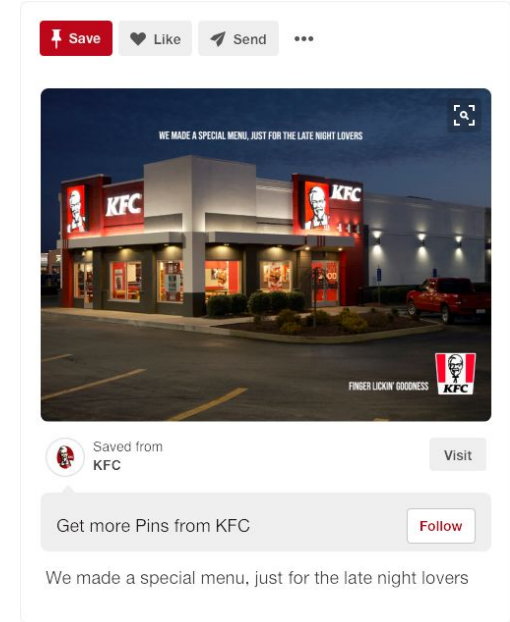 Save
Like
Send
WE MADE A SPECIAL MENU, JUST FOR THE LATE NIGHT LOVERS
KFC
KFC
FINGER LICKIN' GOODNESS
KFC
Saved from
KFC
Visit
Get more Pins from KFC
Follow
We made a special menu, just for the late night lovers